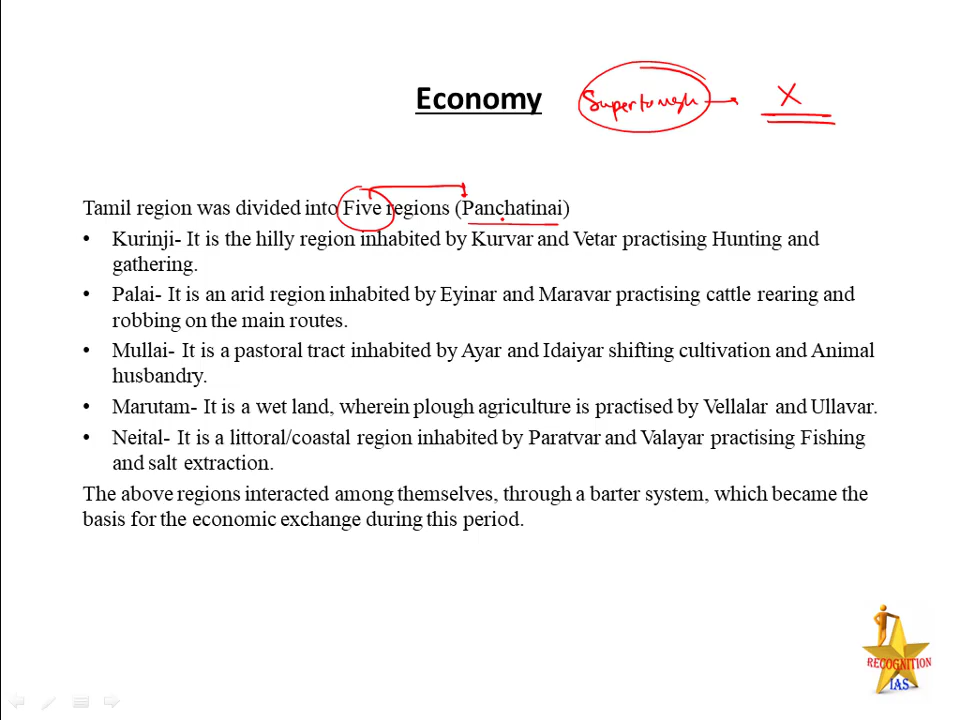 Economy Supertough → X
Tamil region was divided into Five regions (Panchatinai)
• Kurinji- It is the hilly region inhabited by Kurvar and Vetar practising Hunting and
gathering.
• Palai- It is an arid region inhabited by Eyinar and Maravar practising cattle rearing and
robbing on the main routes.
• Mullai- It is a pastoral tract inhabited by Ayar and Idaiyar shifting cultivation and Animal
husbandry.
• Marutam- It is a wet land, wherein plough agriculture is practised by Vellalar and Ullavar.
• Neital- It is a littoral/coastal region inhabited by Paratvar and Valayar practising Fishing
and salt extraction.
The above regions interacted among themselves, through a barter system, which became the
basis for the economic exchange during this period.
RECOGNITION
IAS